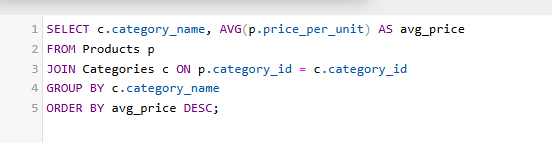 1 SELECT c.category_name, AVG(p.price_per_unit) AS avg_price
2 FROM Products p
3 JOIN Categories c ON p.category_id = c.category_id
4 GROUP BY c.category_name
5 ORDER BY avg_price DESC;